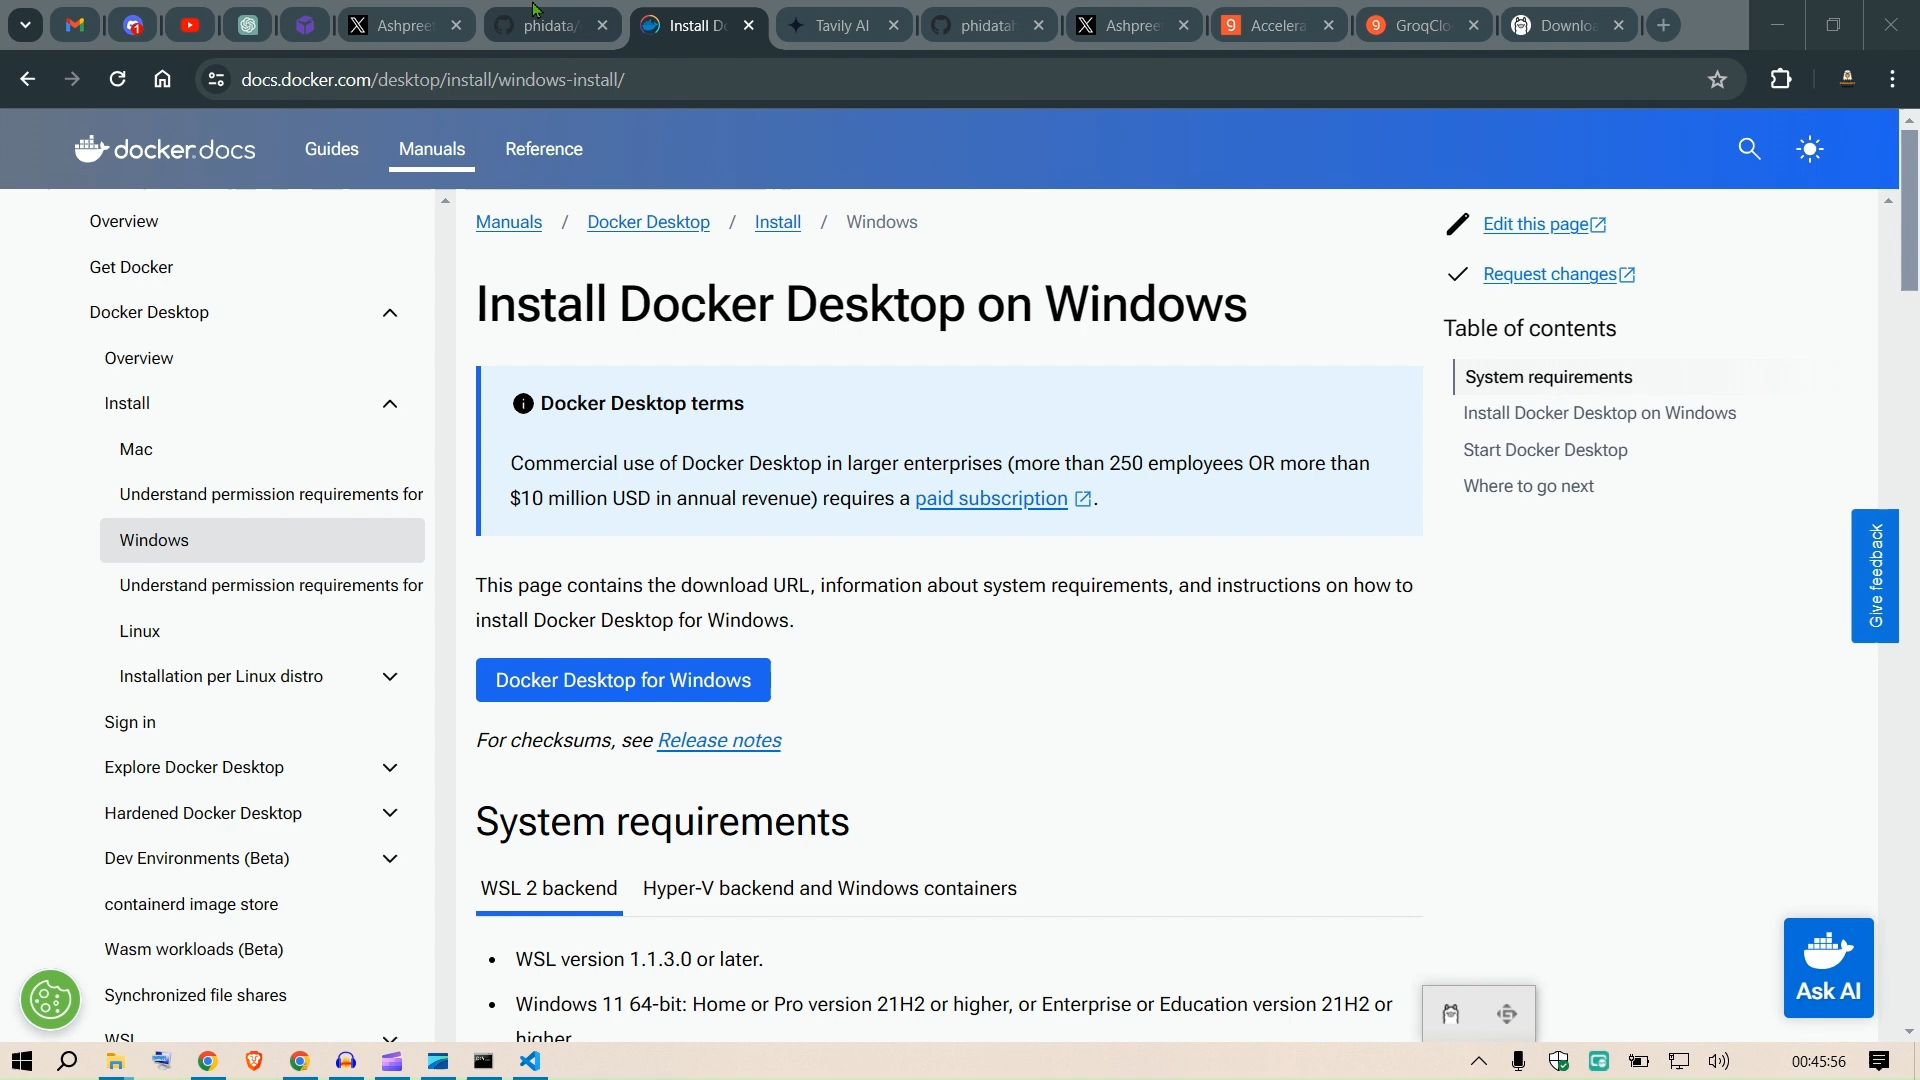 Ashpree
phidata/
Install Do
Tavily AI
phidatah
Ashpree
Accelera
GroqClo
Downloa
docs.docker.com/desktop/install/windows-install/
docker.docs
Guides
Manuals
Reference
Overview
Get Docker
Docker Desktop
Overview
Install
Mac
Understand permission requirements for
Windows
Understand permission requirements for
Linux
Installation per Linux distro
Sign in
Explore Docker Desktop
Hardened Docker Desktop
Dev Environments (Beta)
containerd image store
Wasm workloads (Beta)
Synchronized file shares
WSL
Manuals / Docker Desktop / Install / Windows
Install Docker Desktop on Windows
Docker Desktop terms
Commercial use of Docker Desktop in larger enterprises (more than 250 employees OR more than
$10 million USD in annual revenue) requires a paid subscription.
This page contains the download URL, information about system requirements, and instructions on how to
install Docker Desktop for Windows.
Docker Desktop for Windows
For checksums, see Release notes
System requirements
WSL 2 backend
Hyper-V backend and Windows containers
• WSL version 1.1.3.0 or later.
• Windows 11 64-bit: Home or Pro version 21H2 or higher, or Enterprise or Education version 21H2 or
higher
Edit this page
Request changes
Table of contents
System requirements
Install Docker Desktop on Windows
Start Docker Desktop
Where to go next
Give feedback
Ask AI
00:45:56